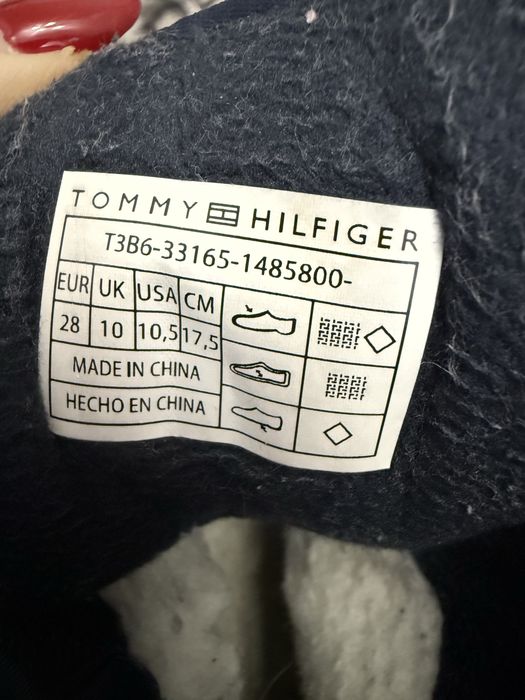 TOMMY HILFIGER
T3B6-33165-1485800-
EUR UK USA CM
28 10 10,5 17,5
MADE IN CHINA
HECHO EN CHINA